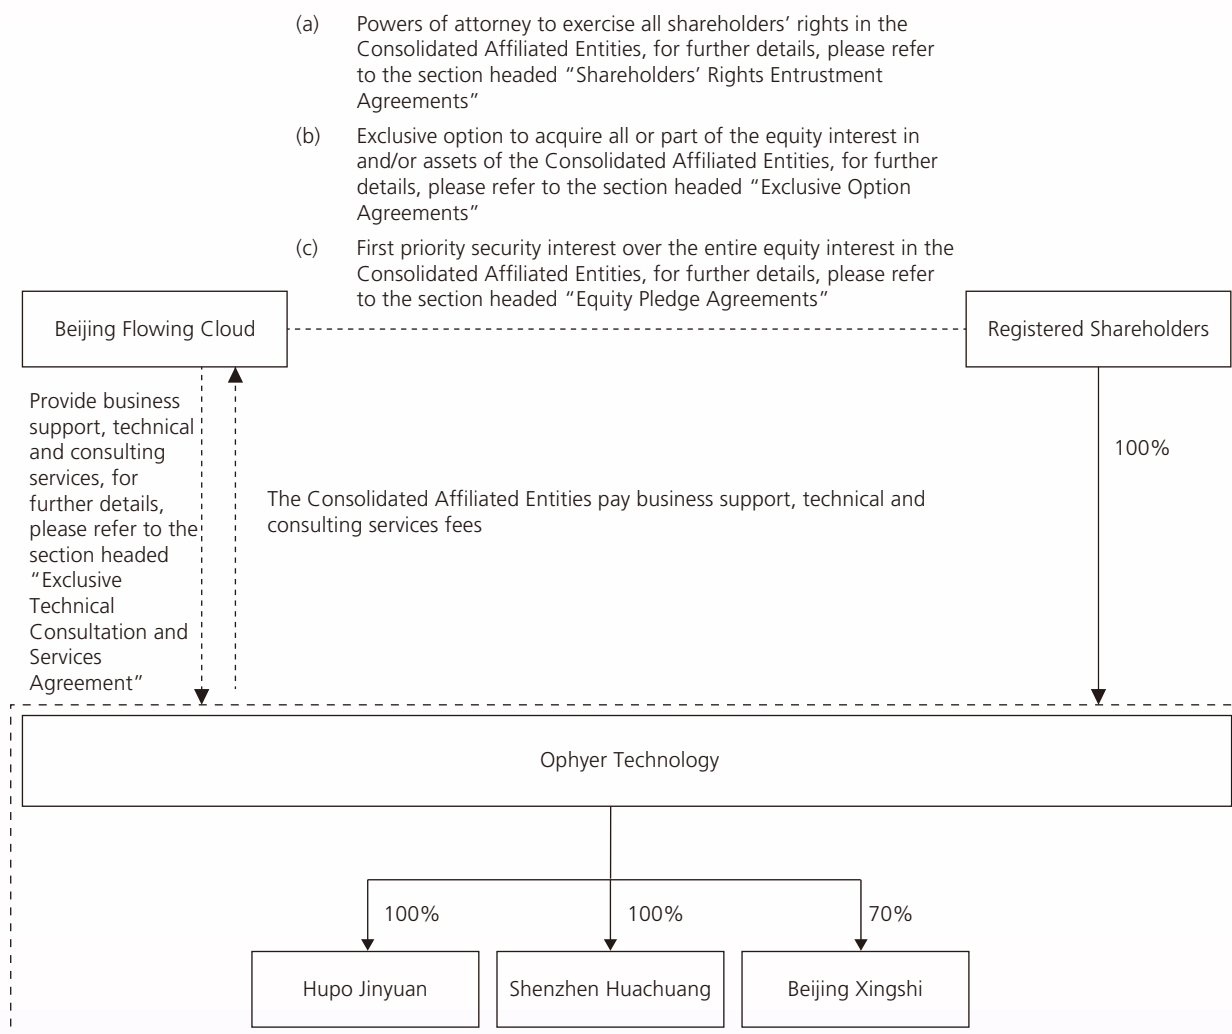 (a) Powers of attorney to exercise all shareholders’ rights in the
Consolidated Affiliated Entities, for further details, please refer
to the section headed “Shareholders’ Rights Entrustment
Agreements”
(b) Exclusive option to acquire all or part of the equity interest in
and/or assets of the Consolidated Affiliated Entities, for further
details, please refer to the section headed “Exclusive Option
Agreements”
(c) First priority security interest over the entire equity interest in the
Consolidated Affiliated Entities, for further details, please refer
to the section headed “Equity Pledge Agreements”
Beijing Flowing Cloud
Registered Shareholders
Provide business
support, technical
and consulting
services, for
further details,
please refer to the
section headed
“Exclusive
Technical
Consultation and
Services
Agreement”
The Consolidated Affiliated Entities pay business support, technical and
consulting services fees
100%
Ophyer Technology
100%
100%
70%
Hupo Jinyuan
Shenzhen Huachuang
Beijing Xingshi